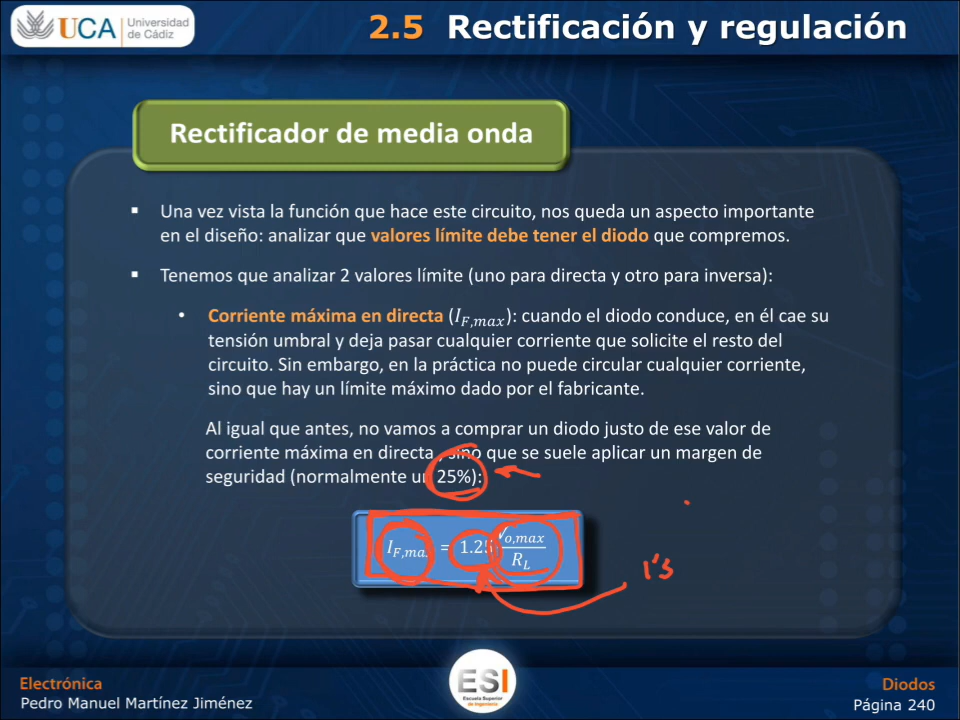 UCA Universidad de Cádiz
2.5 Rectificación y regulación
Rectificador de media onda
▪ Una vez vista la función que hace este circuito, nos queda un aspecto importante
en el diseño: analizar que valores límite debe tener el diodo que compremos.
▪ Tenemos que analizar 2 valores límite (uno para directa y otro para inversa):
• Corriente máxima en directa (I_{F,max}): cuando el diodo conduce, en él cae su
tensión umbral y deja pasar cualquier corriente que solicite el resto del
circuito. Sin embargo, en la práctica no puede circular cualquier corriente,
sino que hay un límite máximo dado por el fabricante.
Al igual que antes, no vamos a comprar un diodo justo de ese valor de
corriente máxima en directa , sino que se suele aplicar un margen de
seguridad (normalmente un 25%):
I_{F,max} = 1.25 V_{o,max} / R_L
1's
ESI
Escuela Superior
de Ingeniería
Electrónica
Pedro Manuel Martínez Jiménez
Diodos
Página 240